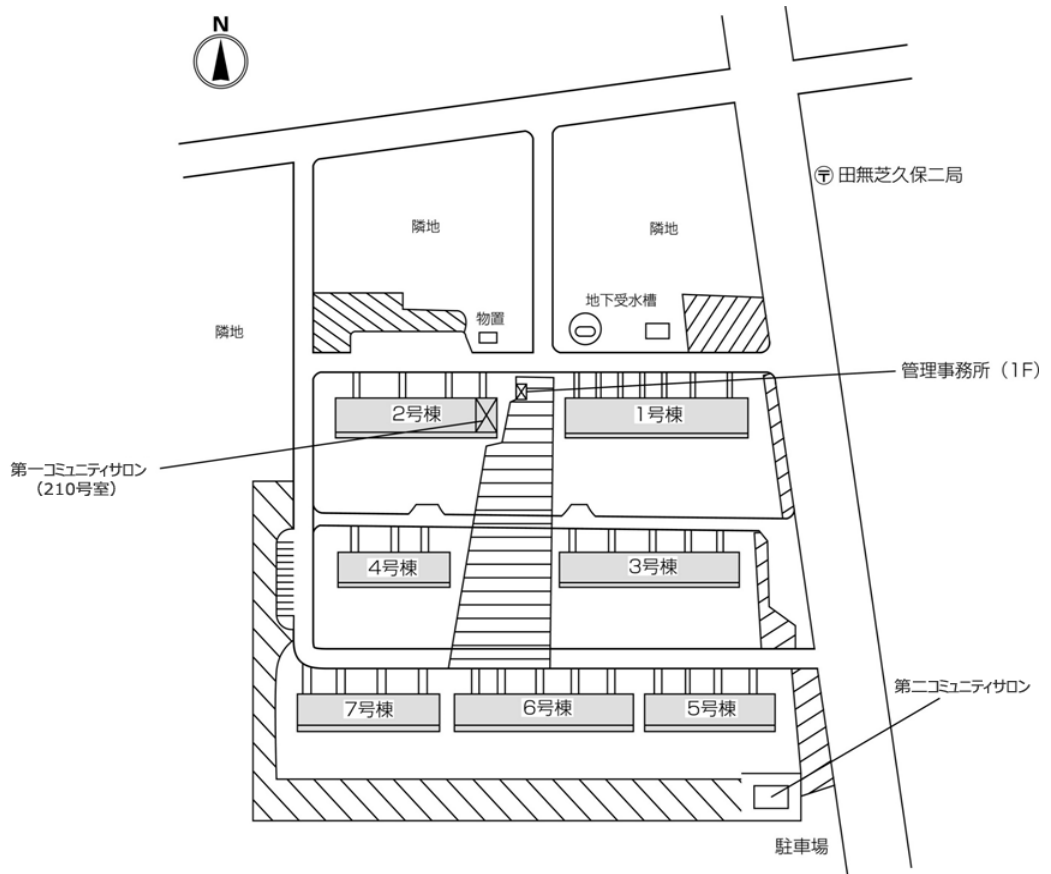 N
〒 田無芝久保二局
隣地
隣地
地下受水槽
物置
隣地
管理事務所（1F）
2号棟
1号棟
第一コミュニティサロン
（210号室）
4号棟
3号棟
第二コミュニティサロン
7号棟
6号棟
5号棟
駐車場